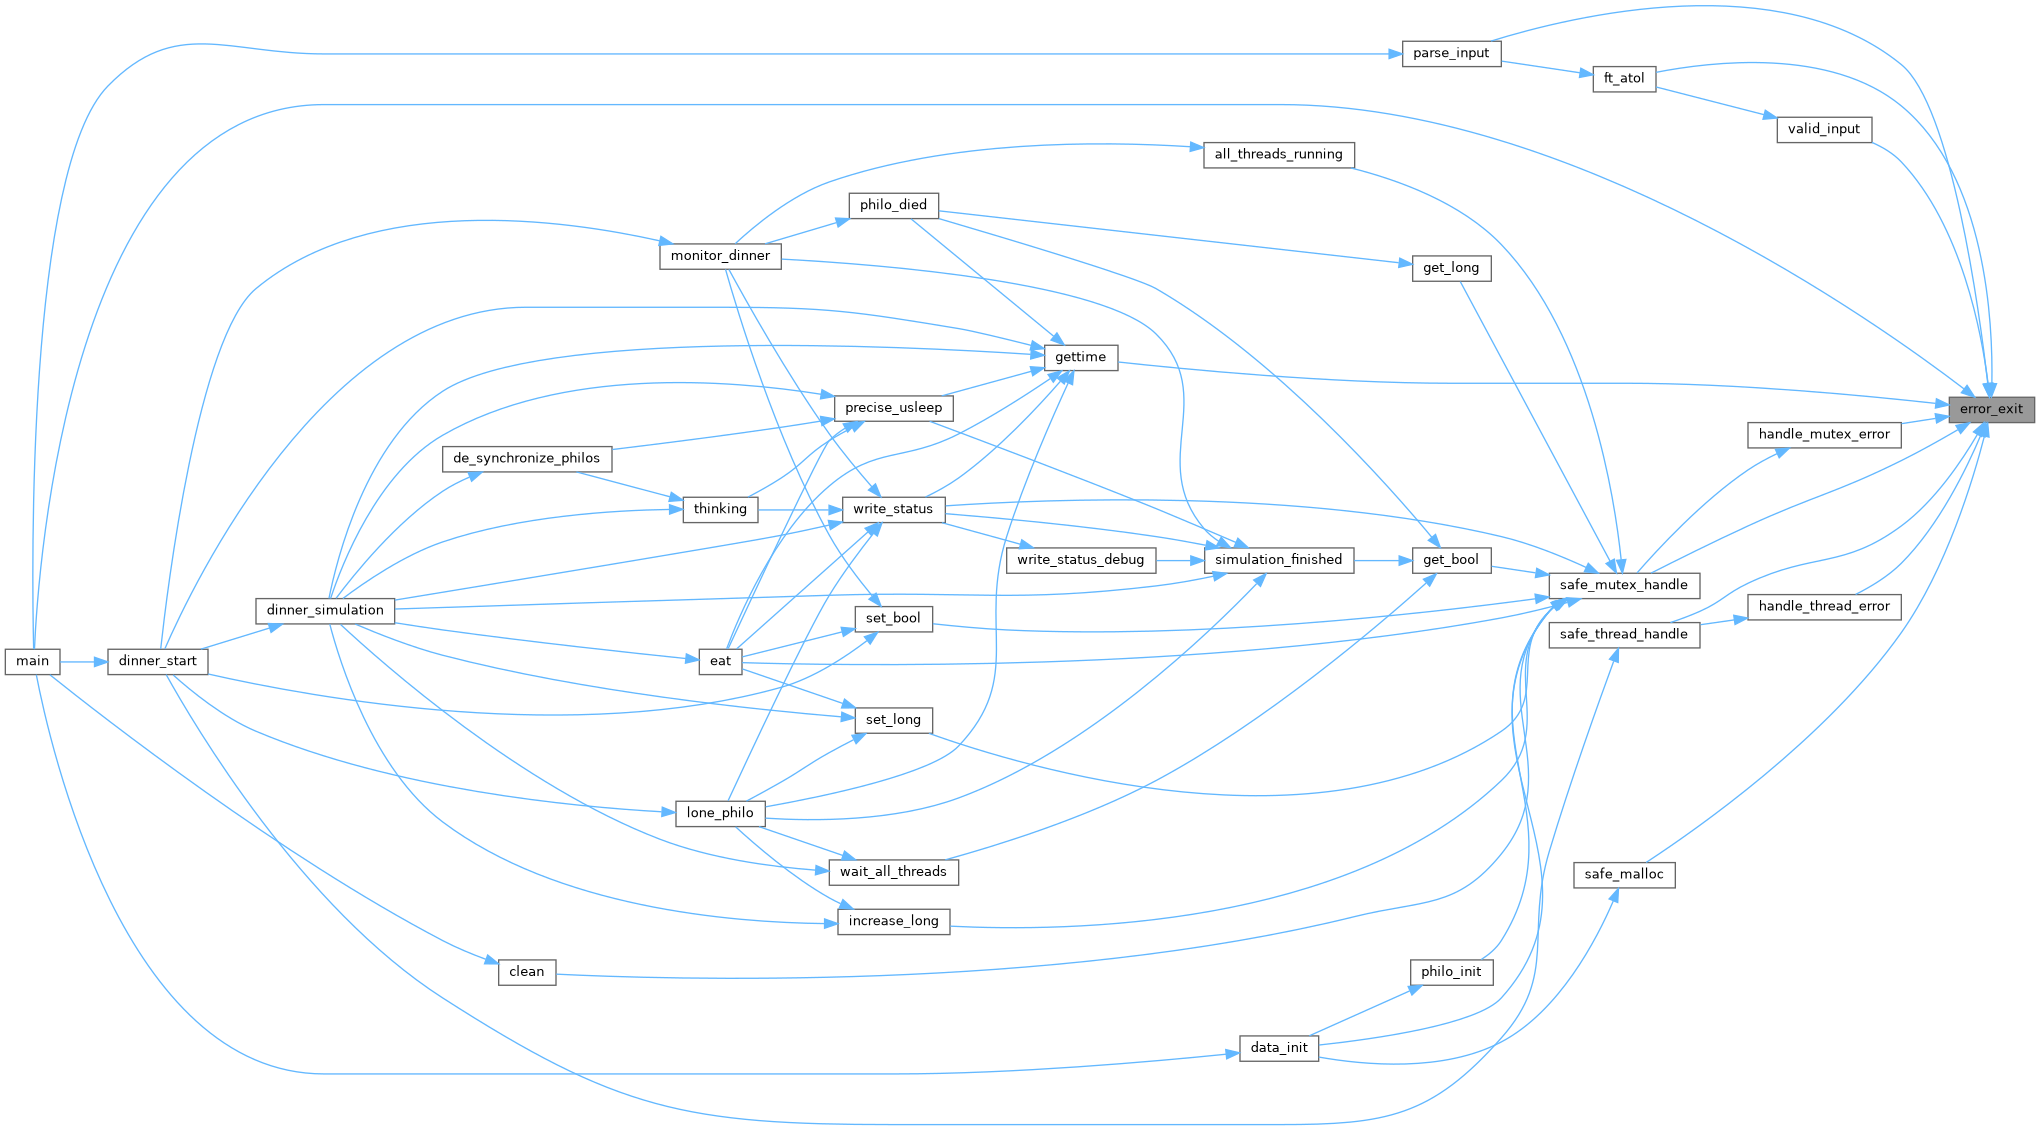 parse_input
ft_atol
valid_input
all_threads_running
philo_died
monitor_dinner
get_long
gettime
precise_usleep
error_exit
handle_mutex_error
de_synchronize_philos
thinking
write_status
write_status_debug
simulation_finished
get_bool
safe_mutex_handle
dinner_simulation
set_bool
handle_thread_error
safe_thread_handle
main
dinner_start
eat
set_long
lone_philo
wait_all_threads
safe_malloc
increase_long
clean
philo_init
data_init